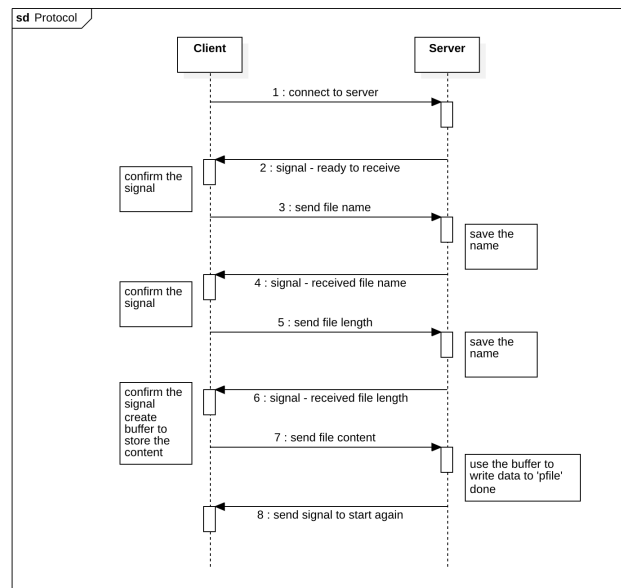 sd Protocol
Client
Server
1 : connect to server
2 : signal - ready to receive
confirm the
signal
3 : send file name
save the
name
4 : signal - received file name
confirm the
signal
5 : send file length
save the
name
6 : signal - received file length
confirm the
signal
create
buffer to
store the
content
7 : send file content
use the buffer to
write data to 'pfile'
done
8 : send signal to start again